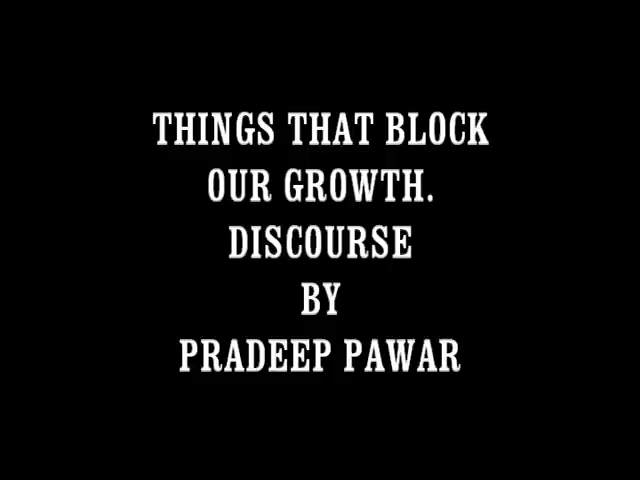 THINGS THAT BLOCK
OUR GROWTH.
DISCOURSE
BY
PRADEEP PAWAR